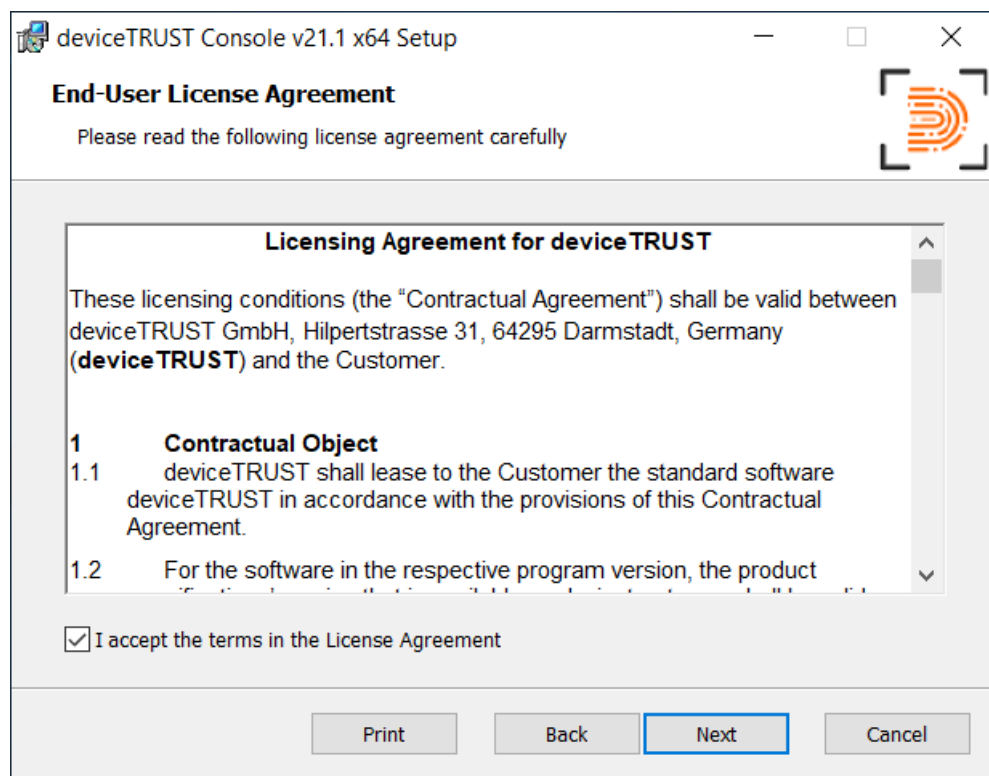 deviceTRUST Console v21.1 x64 Setup
End-User License Agreement
Please read the following license agreement carefully
Licensing Agreement for deviceTRUST
These licensing conditions (the “Contractual Agreement”) shall be valid between
deviceTRUST GmbH, Hilpertstrasse 31, 64295 Darmstadt, Germany
(deviceTRUST) and the Customer.
1 Contractual Object
1.1 deviceTRUST shall lease to the Customer the standard software
deviceTRUST in accordance with the provisions of this Contractual
Agreement.
1.2 For the software in the respective program version, the product
I accept the terms in the License Agreement
Print Back Next Cancel